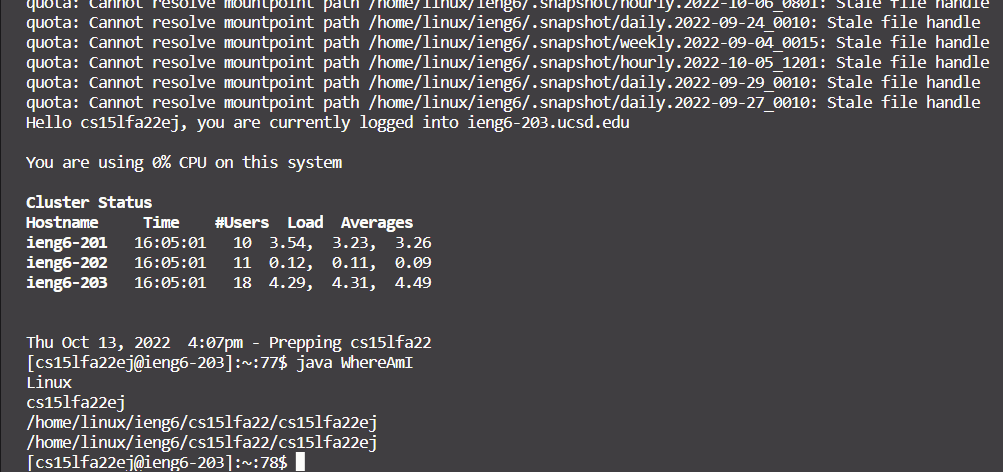 quota: Cannot resolve mountpoint path /home/linux/ieng6/.snapshot/hourly.2022-10-06_0801: Stale file handle
quota: Cannot resolve mountpoint path /home/linux/ieng6/.snapshot/daily.2022-09-24_0010: Stale file handle
quota: Cannot resolve mountpoint path /home/linux/ieng6/.snapshot/weekly.2022-09-04_0015: Stale file handle
quota: Cannot resolve mountpoint path /home/linux/ieng6/.snapshot/hourly.2022-10-05_1201: Stale file handle
quota: Cannot resolve mountpoint path /home/linux/ieng6/.snapshot/daily.2022-09-29_0010: Stale file handle
quota: Cannot resolve mountpoint path /home/linux/ieng6/.snapshot/daily.2022-09-27_0010: Stale file handle
Hello cs15lfa22ej, you are currently logged into ieng6-203.ucsd.edu
You are using 0% CPU on this system
Cluster Status
Hostname Time #Users Load Averages
ieng6-201 16:05:01 10 3.54, 3.23, 3.26
ieng6-202 16:05:01 11 0.12, 0.11, 0.09
ieng6-203 16:05:01 18 4.29, 4.31, 4.49
Thu Oct 13, 2022 4:07pm - Prepping cs15lfa22
[cs15lfa22ej@ieng6-203]:~:77$ java WhereAmI
Linux
cs15lfa22ej
/home/linux/ieng6/cs15lfa22/cs15lfa22ej
/home/linux/ieng6/cs15lfa22/cs15lfa22ej
[cs15lfa22ej@ieng6-203]:~:78$